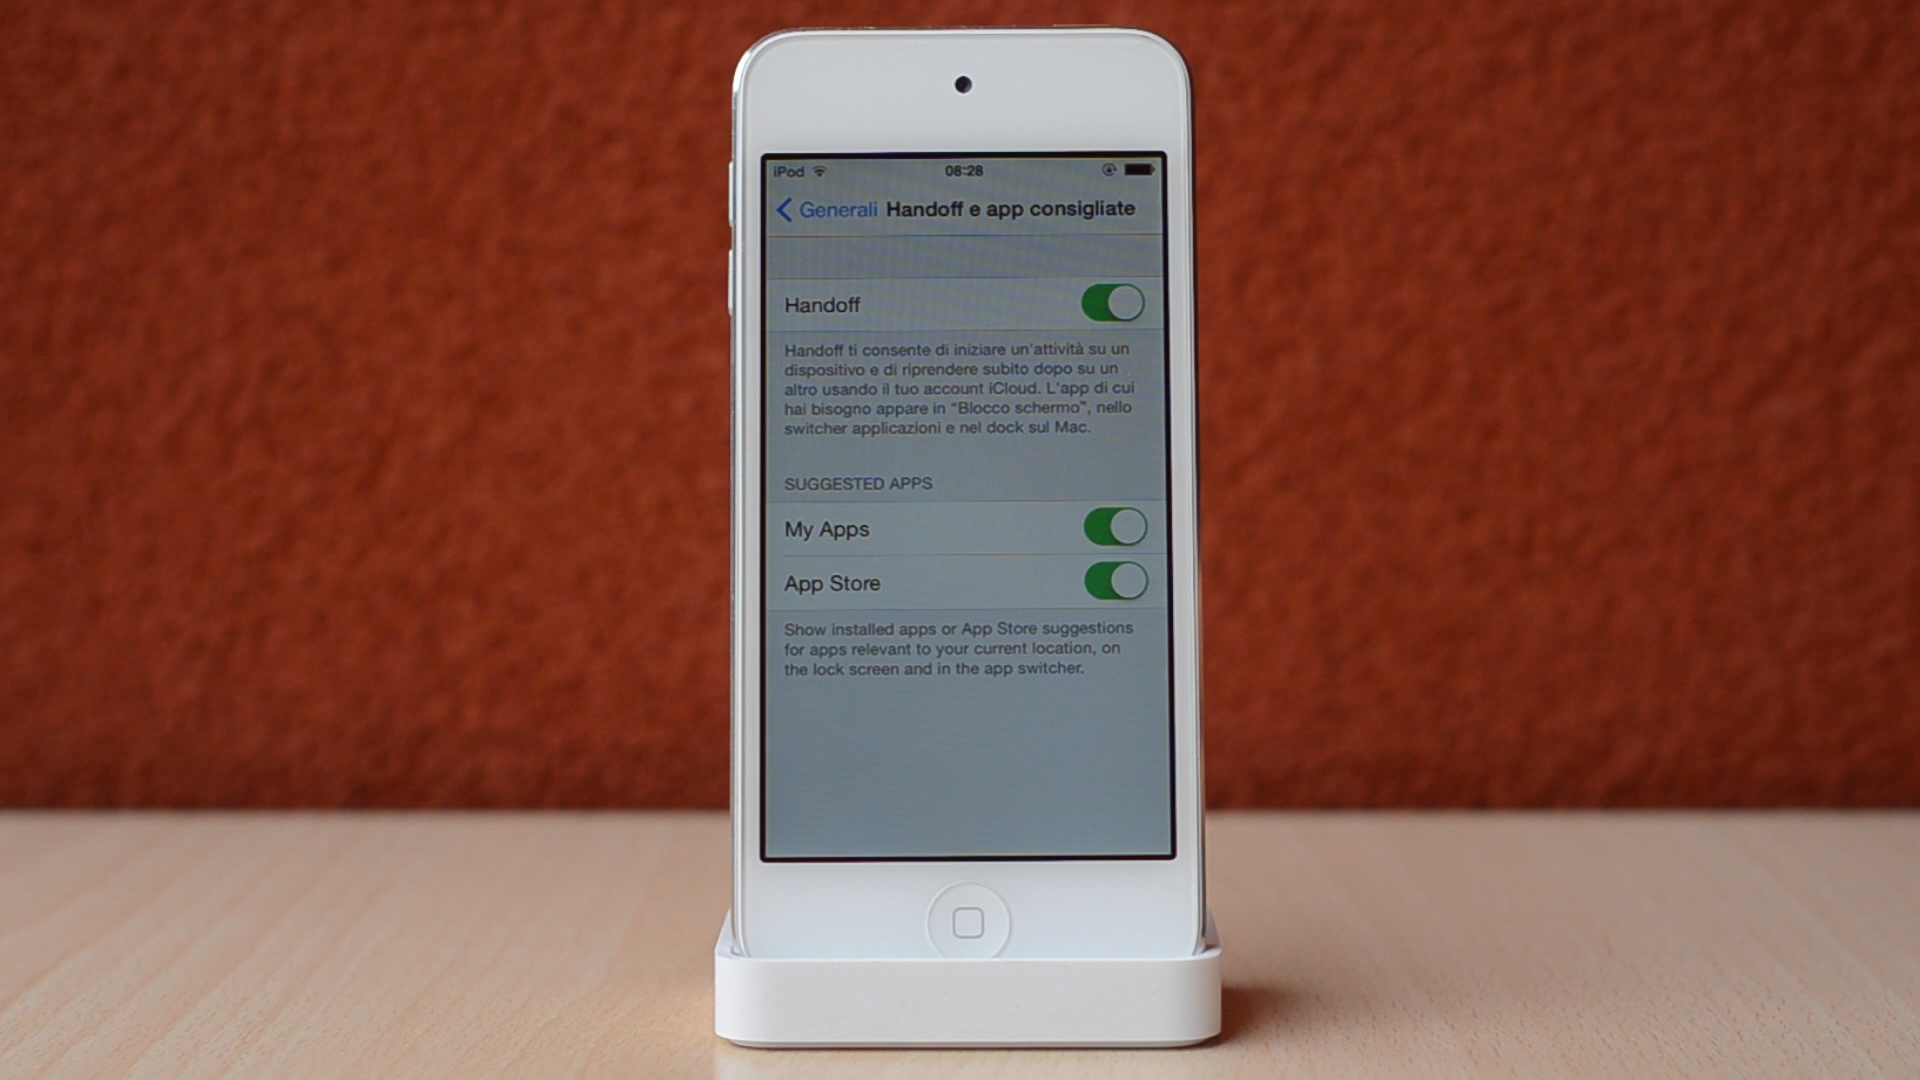 iPod 08:28
Generali Handoff e app consigliate
Handoff
Handoff ti consente di iniziare un'attività su un
dispositivo e di riprendere subito dopo su un
altro usando il tuo account iCloud. L'app di cui
hai bisogno appare in “Blocco schermo”, nello
switcher applicazioni e nel dock sul Mac.
SUGGESTED APPS
My Apps
App Store
Show installed apps or App Store suggestions
for apps relevant to your current location, on
the lock screen and in the app switcher.